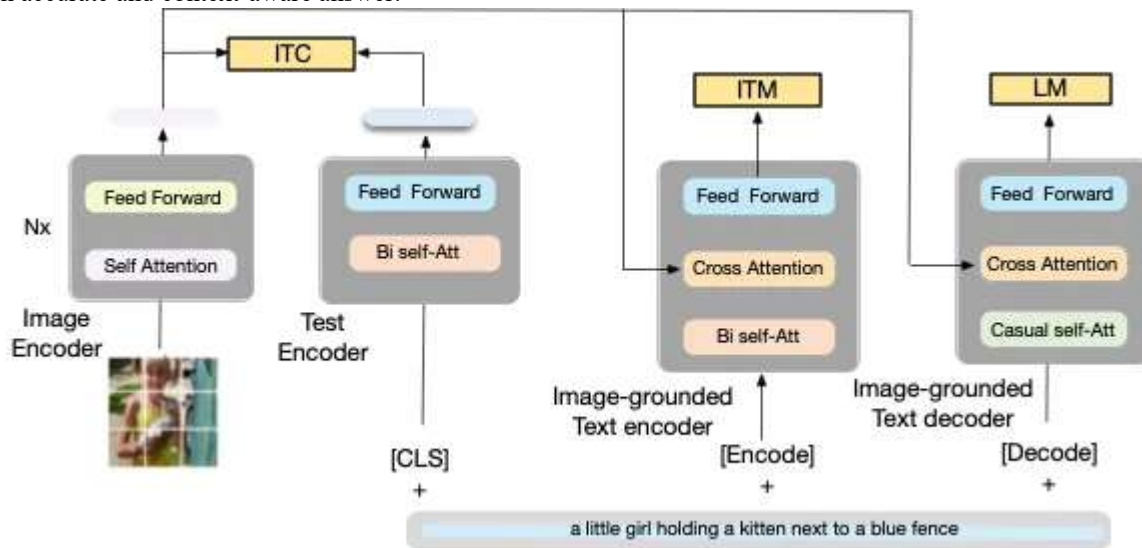 ITC
ITM
LM
Feed Forward
Self Attention
Nx
Image
Encoder
Feed Forward
Bi self-Att
Test
Encoder
Feed Forward
Cross Attention
Bi self-Att
Image-grounded
Text encoder
Feed Forward
Cross Attention
Casual self-Att
Image-grounded
Text decoder
[CLS]
+
[Encode]
+
[Decode]
+
a little girl holding a kitten next to a blue fence